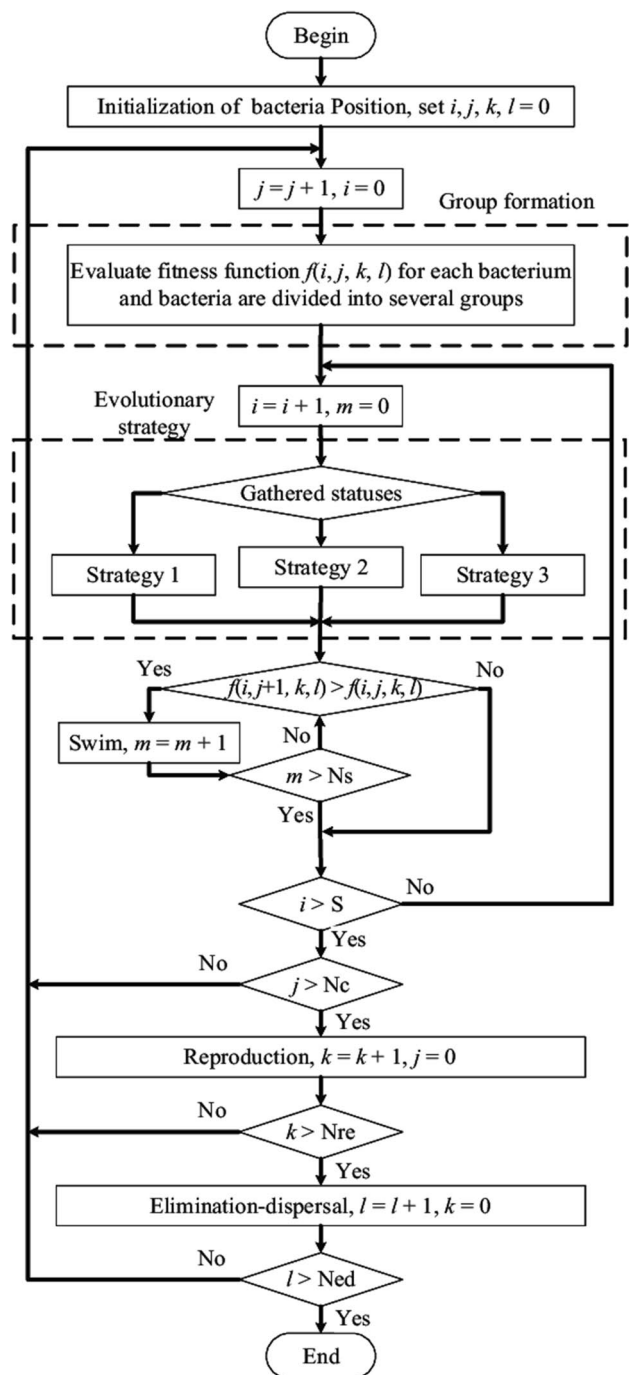 Begin
Initialization of bacteria Position, set i, j, k, l = 0
j = j + 1, i = 0
Group formation
Evaluate fitness function f(i, j, k, l) for each bacterium
and bacteria are divided into several groups
Evolutionary
strategy
i = i + 1, m = 0
Gathered statuses
Strategy 1
Strategy 2
Strategy 3
Yes
f(i, j+1, k, l) > f(i, j, k, l)
No
Swim, m = m + 1
No
m > Ns
Yes
i > S
No
Yes
No
j > Nc
Yes
Reproduction, k = k + 1, j = 0
No
k > Nre
Yes
Elimination-dispersal, l = l + 1, k = 0
No
l > Ned
Yes
End